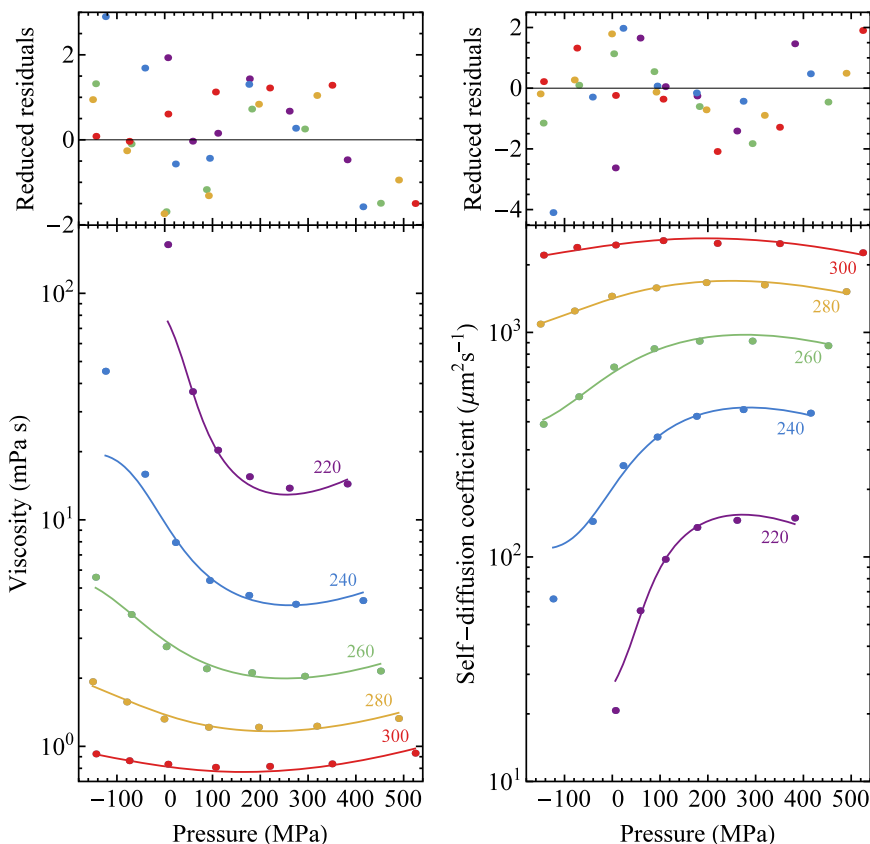 Reduced residuals
2
0
−2
Viscosity (mPa s)
10²
10¹
10⁰
220
240
260
280
300
−100 0 100 200 300 400 500
Pressure (MPa)
Reduced residuals
2
0
−2
−4
Self−diffusion coefficient (μm²s⁻¹)
10³
10²
10¹
300
280
260
240
220
−100 0 100 200 300 400 500
Pressure (MPa)